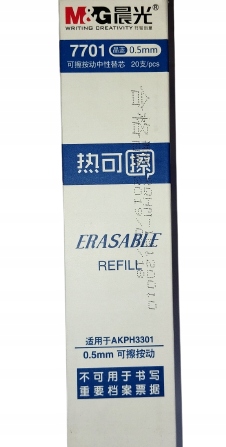 M&G晨光®
WRITING CREATIVITY
7701 晶蓝 0.5mm
可擦按动中性替芯 20支/pcs
热可擦
ERASABLE
REFILL
适用于AKPH3301
0.5mm 可擦按动
不可用于书写
重要档案票据